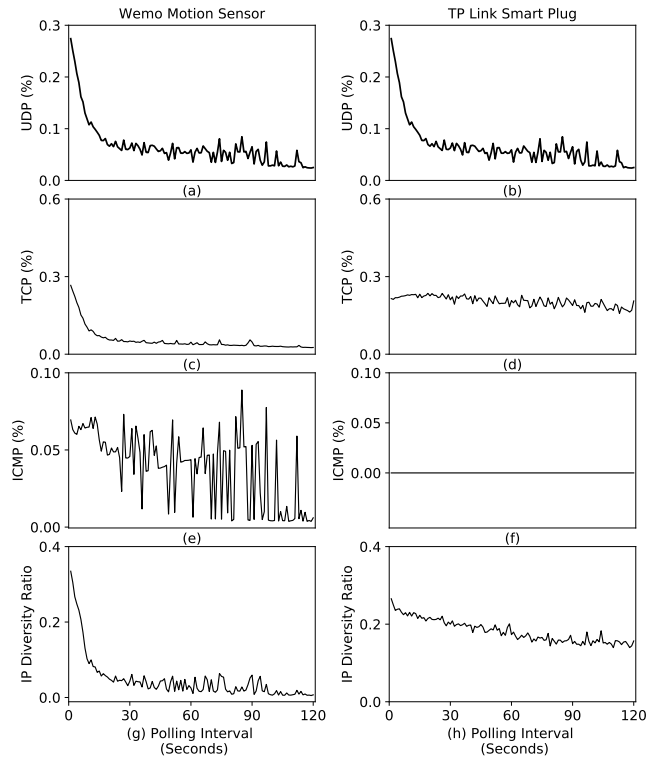 Wemo Motion Sensor
TP Link Smart Plug
0.3
0.2
0.1
0.0
UDP (%)
(a)
0.3
0.2
0.1
0.0
UDP (%)
(b)
0.6
0.3
0.0
TCP (%)
(c)
0.6
0.3
0.0
TCP (%)
(d)
0.10
0.05
0.00
ICMP (%)
(e)
0.10
0.05
0.00
ICMP (%)
(f)
0.4
0.2
0.0
IP Diversity Ratio
0 30 60 90 120
(g) Polling Interval
(Seconds)
0.4
0.2
0.0
IP Diversity Ratio
0 30 60 90 120
(h) Polling Interval
(Seconds)